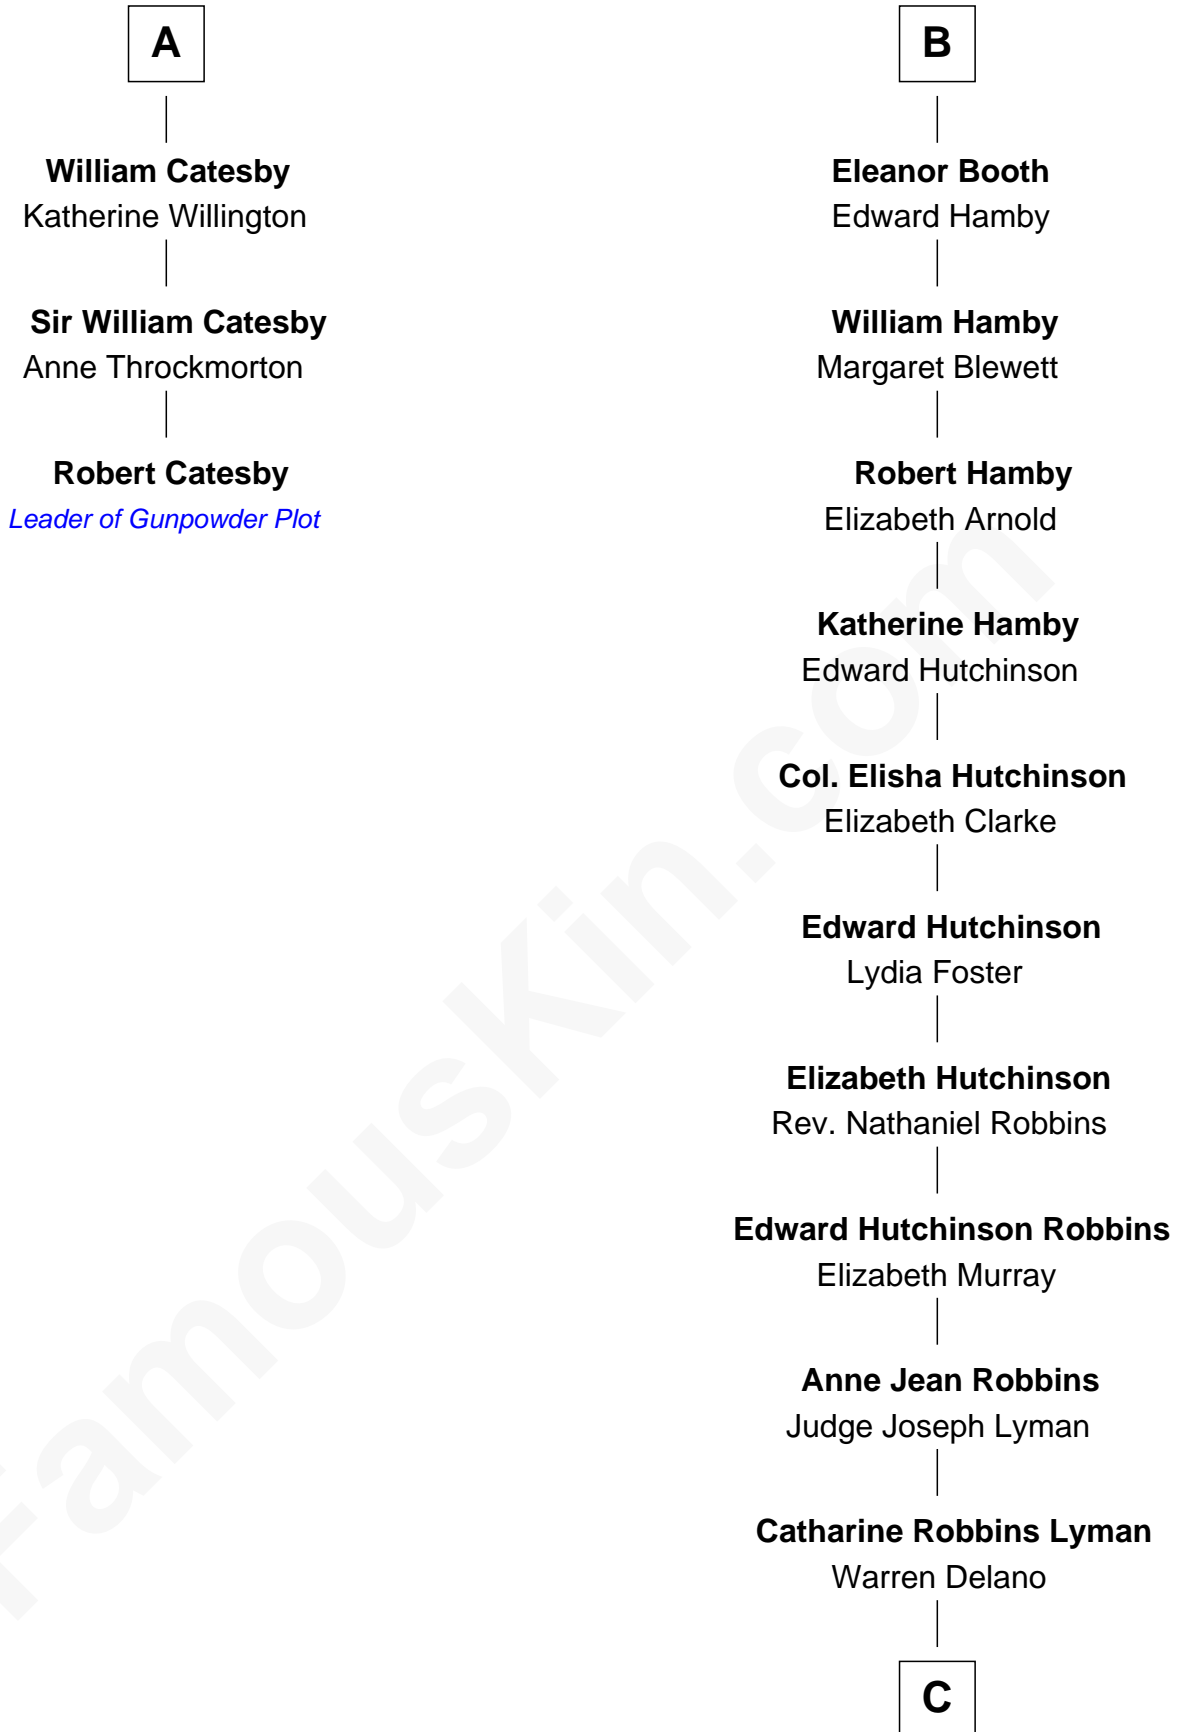 A
William Catesby
Katherine Willington
Sir William Catesby
Anne Throckmorton
Robert Catesby
Leader of Gunpowder Plot
B
Eleanor Booth
Edward Hamby
William Hamby
Margaret Blewett
Robert Hamby
Elizabeth Arnold
Katherine Hamby
Edward Hutchinson
Col. Elisha Hutchinson
Elizabeth Clarke
Edward Hutchinson
Lydia Foster
Elizabeth Hutchinson
Rev. Nathaniel Robbins
Edward Hutchinson Robbins
Elizabeth Murray
Anne Jean Robbins
Judge Joseph Lyman
Catharine Robbins Lyman
Warren Delano
C
FamousKin.com